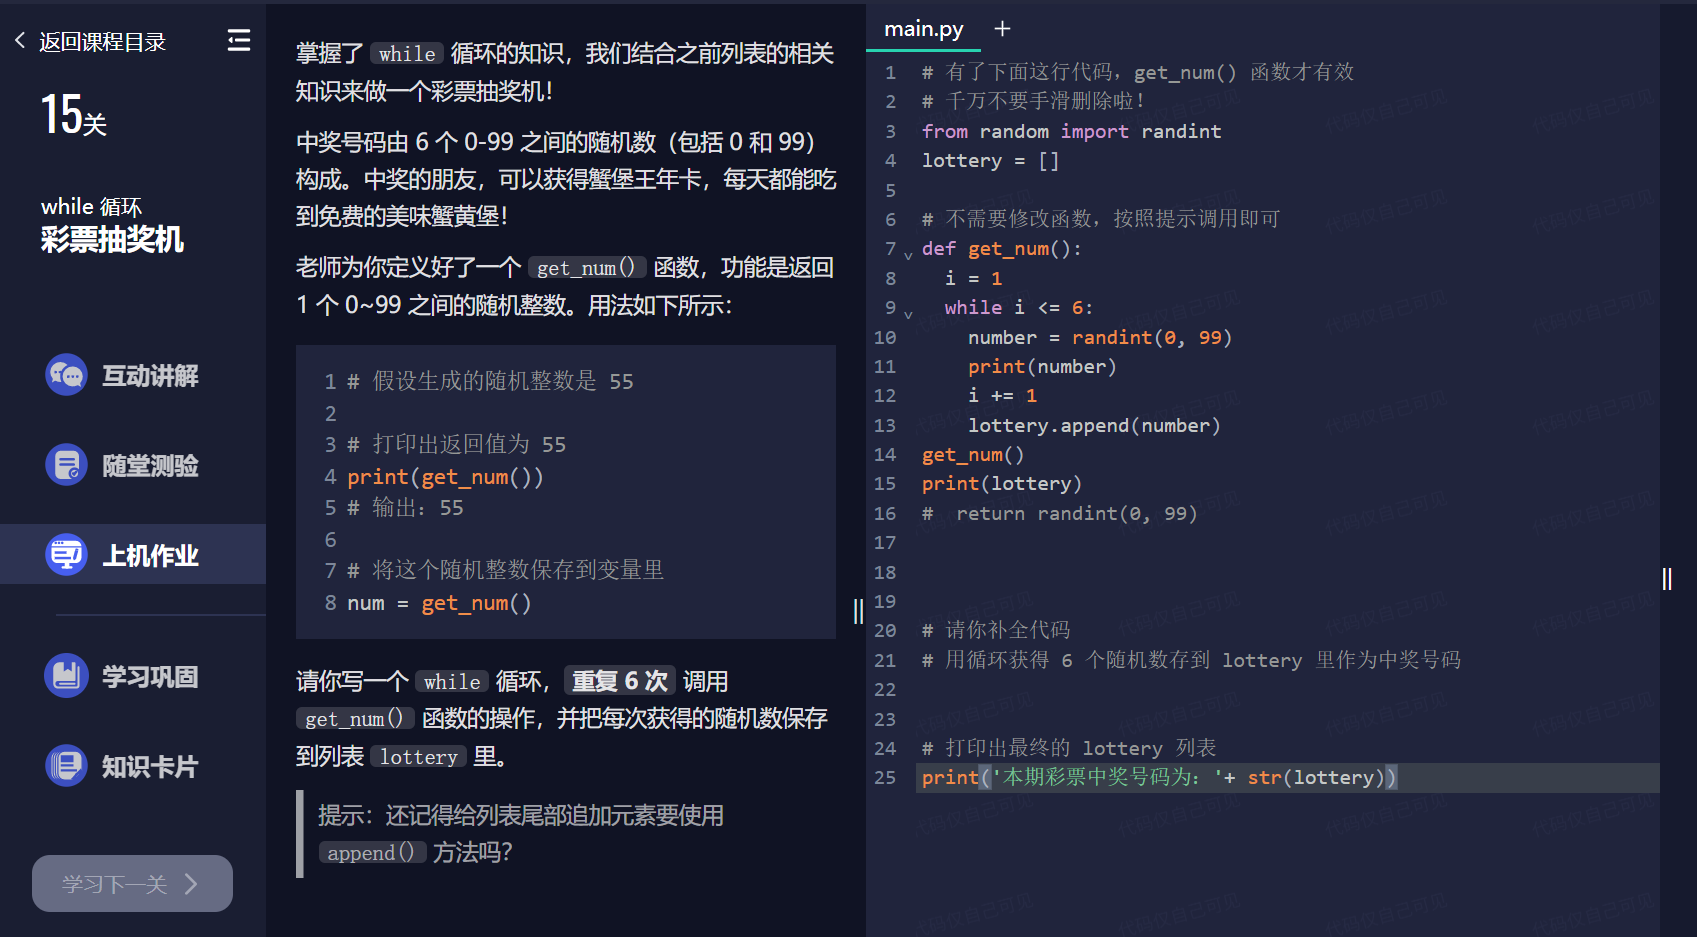 返回课程目录
15关
while 循环
彩票抽奖机
互动讲解
随堂测验
上机作业
学习巩固
知识卡片
学习下一关
掌握了 while 循环的知识，我们结合之前列表的相关
知识来做一个彩票抽奖机！
中奖号码由 6 个 0-99 之间的随机数（包括 0 和 99）
构成。中奖的朋友，可以获得蟹堡王年卡，每天都能吃
到免费的美味蟹黄堡！
老师为你定义好了一个 get_num() 函数，功能是返回
1 个 0~99 之间的随机整数。用法如下所示：
1 # 假设生成的随机整数是 55
2
3 # 打印出返回值为 55
4 print(get_num())
5 # 输出：55
6
7 # 将这个随机整数保存到变量里
8 num = get_num()
请你写一个 while 循环，重复 6 次 调用
get_num() 函数的操作，并把每次获得的随机数保存
到列表 lottery 里。
提示：还记得给列表尾部追加元素要使用
append() 方法吗？
main.py +
1 # 有了下面这行代码，get_num() 函数才有效
2 # 千万不要手滑删除啦！
3 from random import randint
4 lottery = []
5
6 # 不需要修改函数，按照提示调用即可
7 def get_num():
8 i = 1
9 while i <= 6:
10 number = randint(0, 99)
11 print(number)
12 i += 1
13 lottery.append(number)
14 get_num()
15 print(lottery)
16 #  return randint(0, 99)
17
18
19
20 # 请你补全代码
21 # 用循环获得 6 个随机数存到 lottery 里作为中奖号码
22
23
24 # 打印出最终的 lottery 列表
25 print('本期彩票中奖号码为：'+ str(lottery))
代码仅自己可见